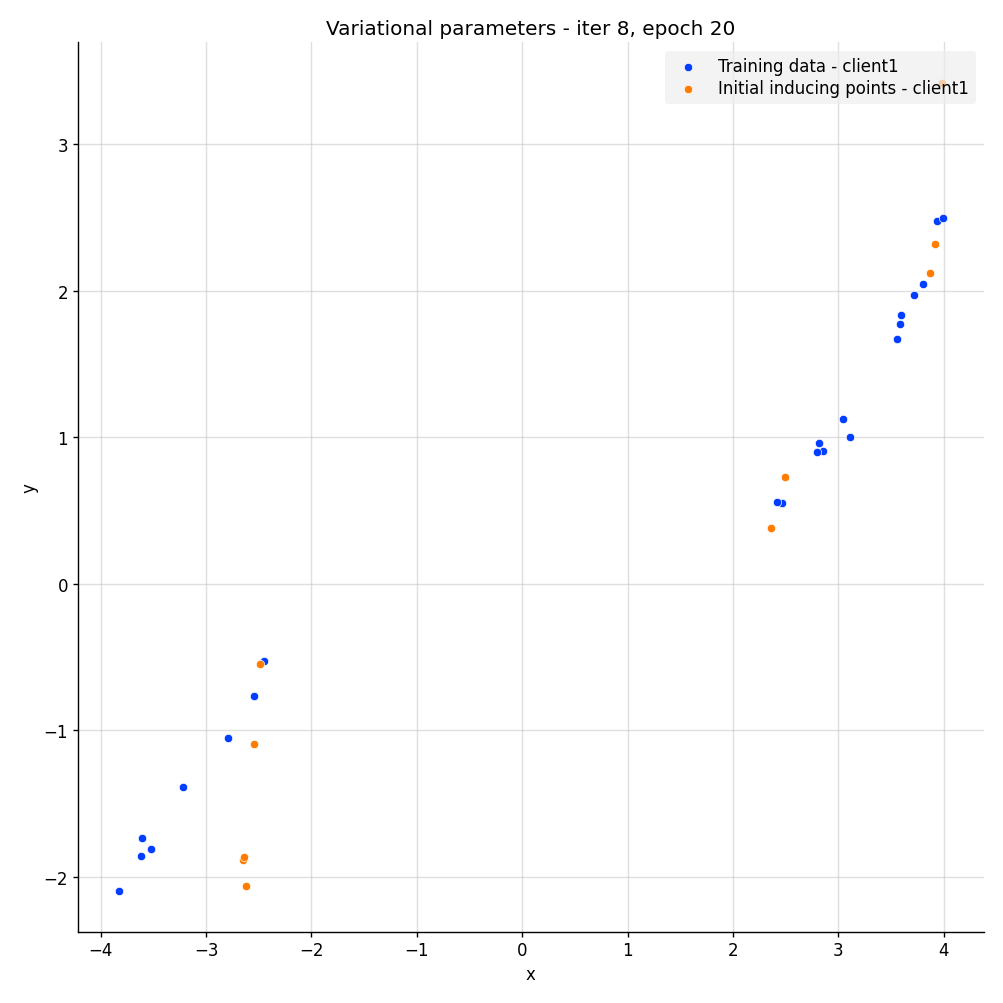 Variational parameters - iter 8, epoch 20
Training data - client1
Initial inducing points - client1
3
2
1
0
−1
−2
y
−4 −3 −2 −1 0 1 2 3 4
x